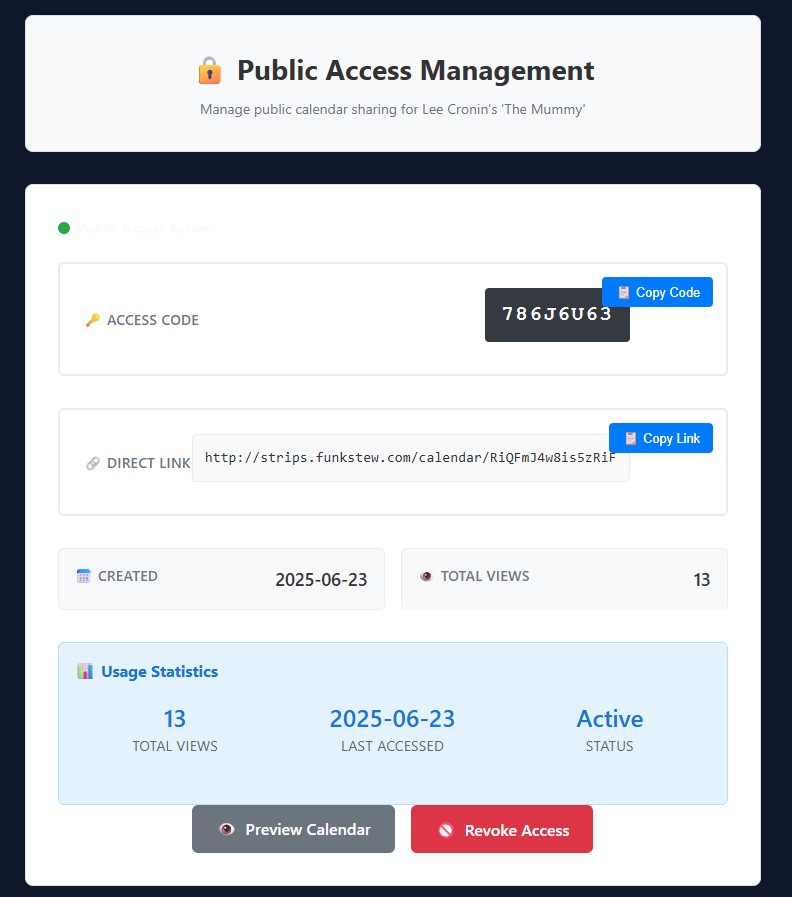 Public Access Management
Manage public calendar sharing for Lee Cronin's 'The Mummy'
Public Access Active
ACCESS CODE
786J6U63
Copy Code
DIRECT LINK
http://strips.funkstew.com/calendar/RiQFmJ4w8is5zRiF
Copy Link
CREATED
2025-06-23
TOTAL VIEWS
13
Usage Statistics
13
TOTAL VIEWS
2025-06-23
LAST ACCESSED
Active
STATUS
Preview Calendar
Revoke Access